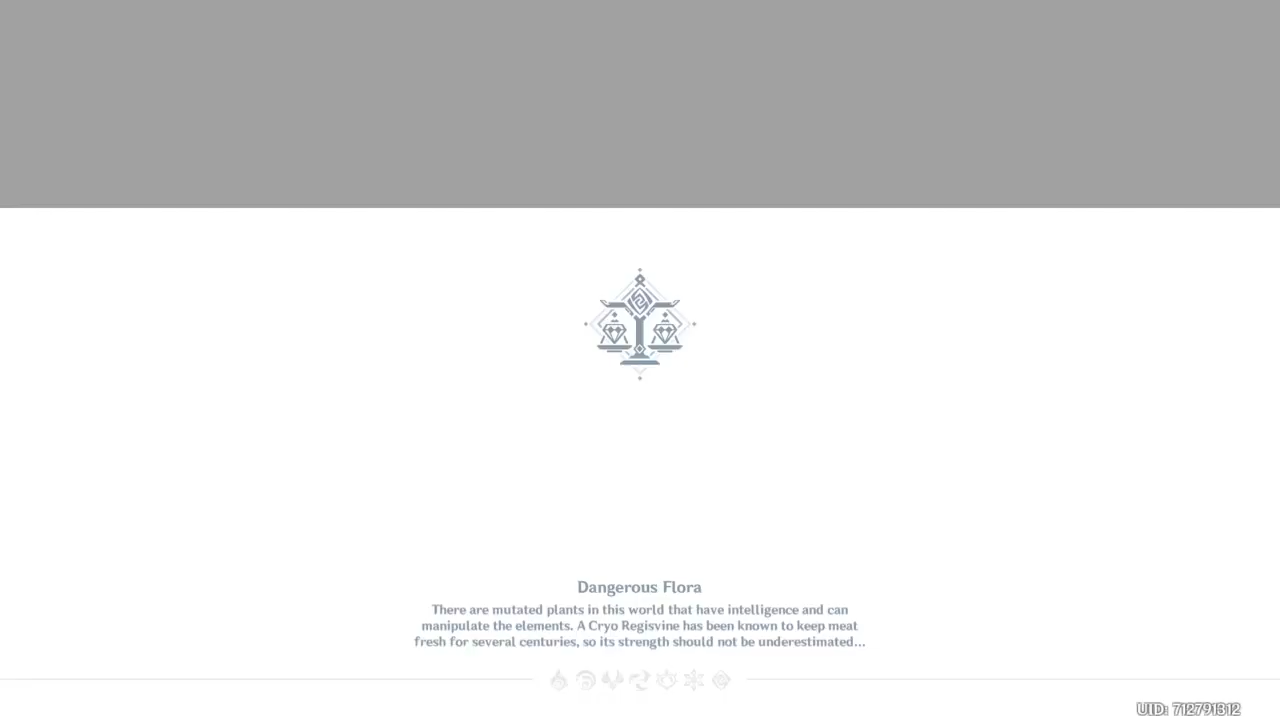 Dangerous Flora
There are mutated plants in this world that have intelligence and can
manipulate the elements. A Cryo Regisvine has been known to keep meat
fresh for several centuries, so its strength should not be underestimated...
UID: 712791312